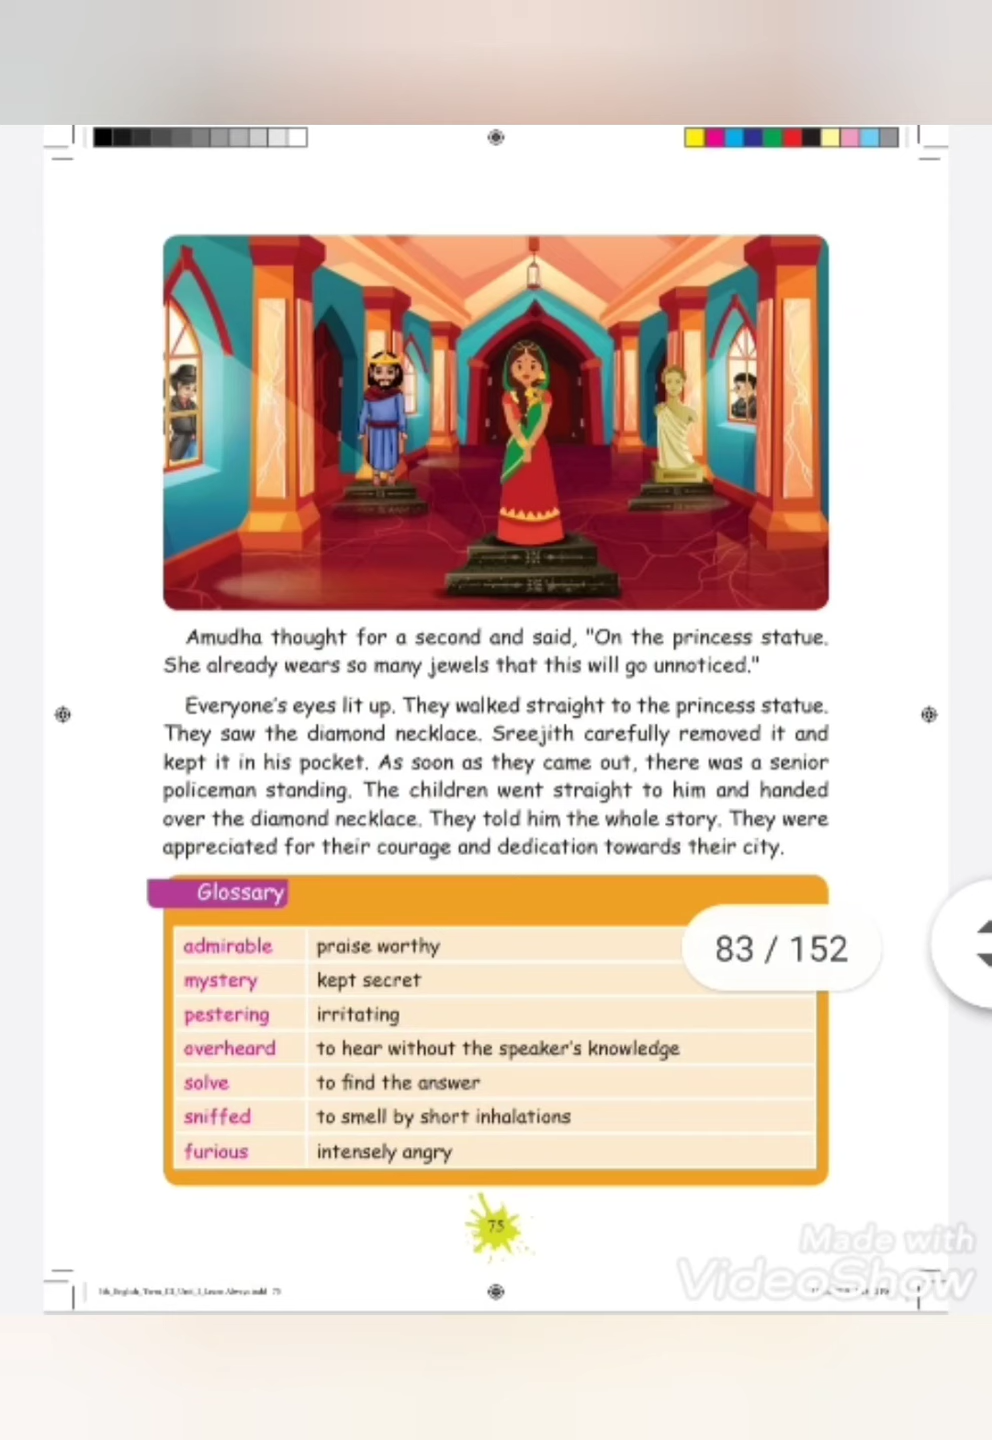 Amudha thought for a second and said, "On the princess statue.
She already wears so many jewels that this will go unnoticed."
Everyone's eyes lit up. They walked straight to the princess statue.
They saw the diamond necklace. Sreejith carefully removed it and
kept it in his pocket. As soon as they came out, there was a senior
policeman standing. The children went straight to him and handed
over the diamond necklace. They told him the whole story. They were
appreciated for their courage and dedication towards their city.
Glossary
admirable praise worthy
83 / 152
mystery kept secret
pestering irritating
overheard to hear without the speaker's knowledge
solve to find the answer
sniffed to smell by short inhalations
furious intensely angry
75
Made with
VideoShow